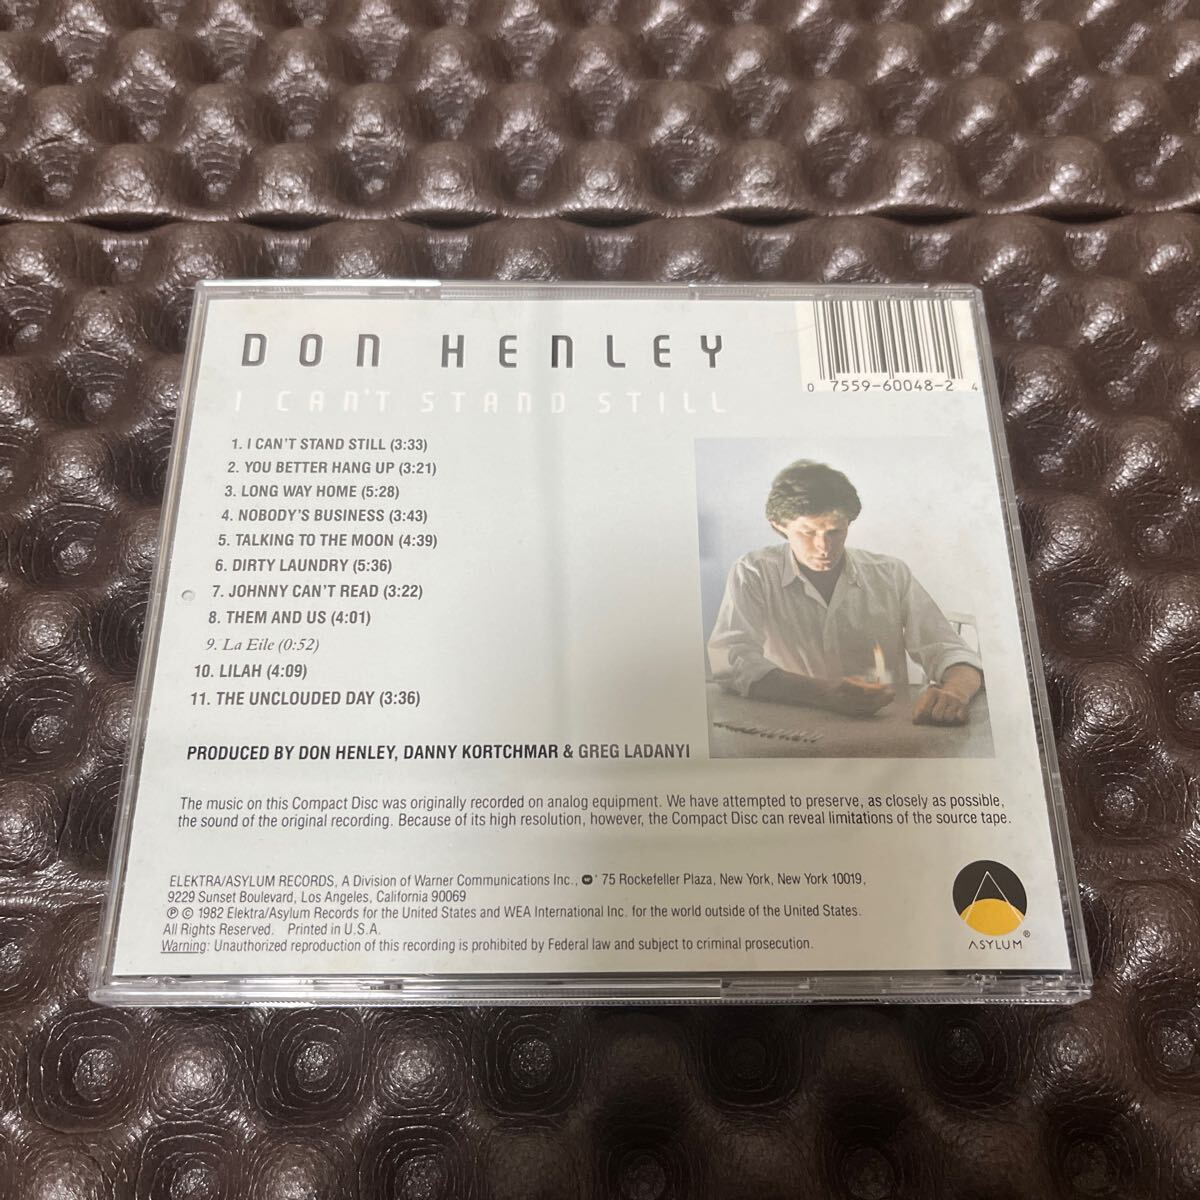 DON HENLEY
I CAN'T STAND STILL
0 7559-60048-2 4
1. I CAN'T STAND STILL (3:33)
2. YOU BETTER HANG UP (3:21)
3. LONG WAY HOME (5:28)
4. NOBODY'S BUSINESS (3:43)
5. TALKING TO THE MOON (4:39)
6. DIRTY LAUNDRY (5:36)
7. JOHNNY CAN'T READ (3:22)
8. THEM AND US (4:01)
9. La Eile (0:52)
10. LILAH (4:09)
11. THE UNCLOUDED DAY (3:36)
PRODUCED BY DON HENLEY, DANNY KORTCHMAR & GREG LADANYI
The music on this Compact Disc was originally recorded on analog equipment. We have attempted to preserve, as closely as possible,
the sound of the original recording. Because of its high resolution, however, the Compact Disc can reveal limitations of the source tape.
ELEKTRA/ASYLUM RECORDS, A Division of Warner Communications Inc., 75 Rockefeller Plaza, New York, New York 10019,
9229 Sunset Boulevard, Los Angeles, California 90069
℗ © 1982 Elektra/Asylum Records for the United States and WEA International Inc. for the world outside of the United States.
All Rights Reserved. Printed in U.S.A.
Warning: Unauthorized reproduction of this recording is prohibited by Federal law and subject to criminal prosecution.
ASYLUM ®